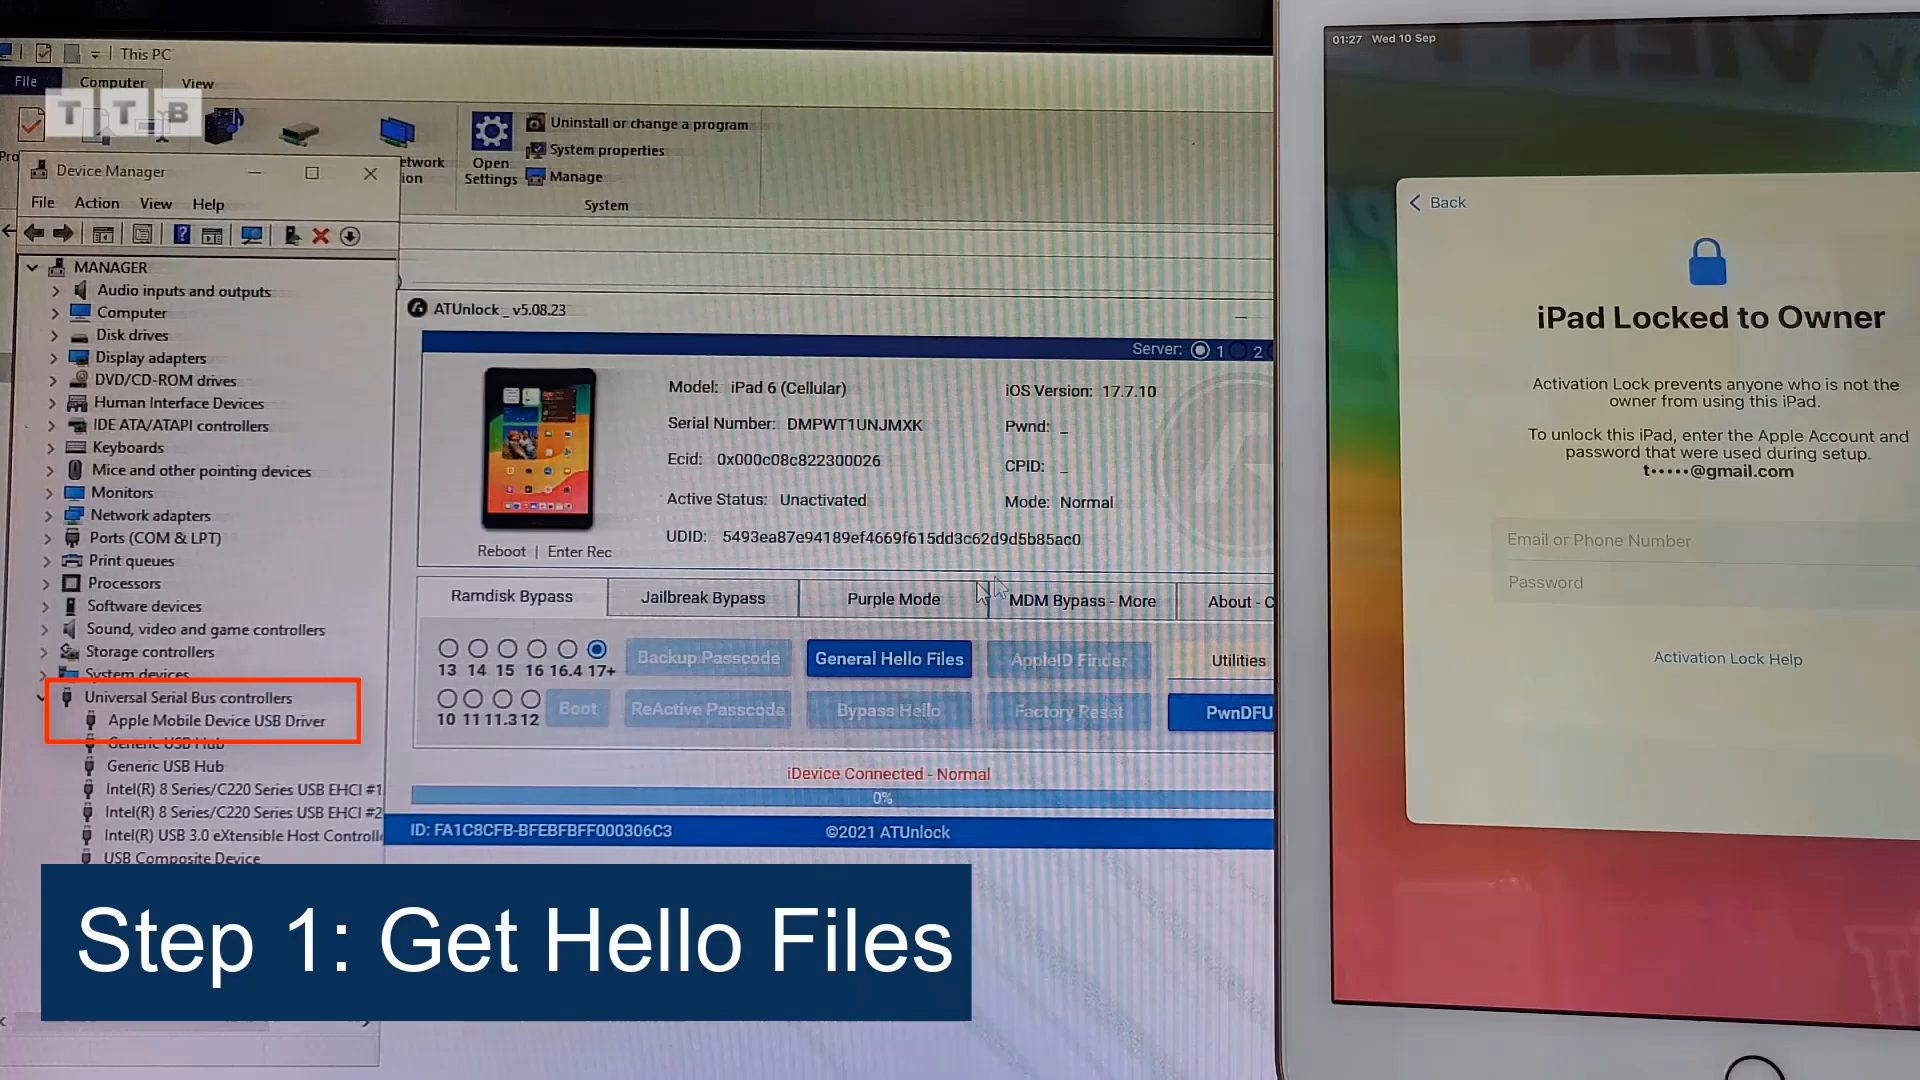 This PC
File
Computer
View
TTB
Uninstall or change a program
System properties
Manage
Open
Settings
System
Device Manager
File Action View Help
MANAGER
Audio inputs and outputs
Computer
Disk drives
Display adapters
DVD/CD-ROM drives
Human Interface Devices
IDE ATA/ATAPI controllers
Keyboards
Mice and other pointing devices
Monitors
Network adapters
Ports (COM & LPT)
Print queues
Processors
Software devices
Sound, video and game controllers
Storage controllers
System devices
Universal Serial Bus controllers
Apple Mobile Device USB Driver
Generic USB Hub
Generic USB Hub
Intel(R) 8 Series/C220 Series USB EHCI #1
Intel(R) 8 Series/C220 Series USB EHCI #2
Intel(R) USB 3.0 eXtensible Host Controlle
USB Composite Device
ATUnlock _ v5.08.23
Server: 1 2
Model: iPad 6 (Cellular)
iOS Version: 17.7.10
Serial Number: DMPWT1UNJMXK
Pwnd: _
Ecid: 0x000c08c822300026
CPID: _
Active Status: Unactivated
Mode: Normal
UDID: 5493ea87e94189ef4669f615dd3c62d9d5b85ac0
Reboot | Enter Rec
Ramdisk Bypass
Jailbreak Bypass
Purple Mode
MDM Bypass - More
About - C
13 14 15 16 16.4 17+
Backup Passcode
General Hello Files
AppleID Finder
Utilities
10 11 11.3 12
Boot
ReActive Passcode
Bypass Hello
Factory Reset
PwnDFU
iDevice Connected - Normal
0%
ID: FA1C8CFB-BFEBFBFF000306C3
©2021 ATUnlock
Step 1: Get Hello Files
01:27 Wed 10 Sep
Back
iPad Locked to Owner
Activation Lock prevents anyone who is not the
owner from using this iPad.
To unlock this iPad, enter the Apple Account and
password that were used during setup.
t•••••@gmail.com
Email or Phone Number
Password
Activation Lock Help